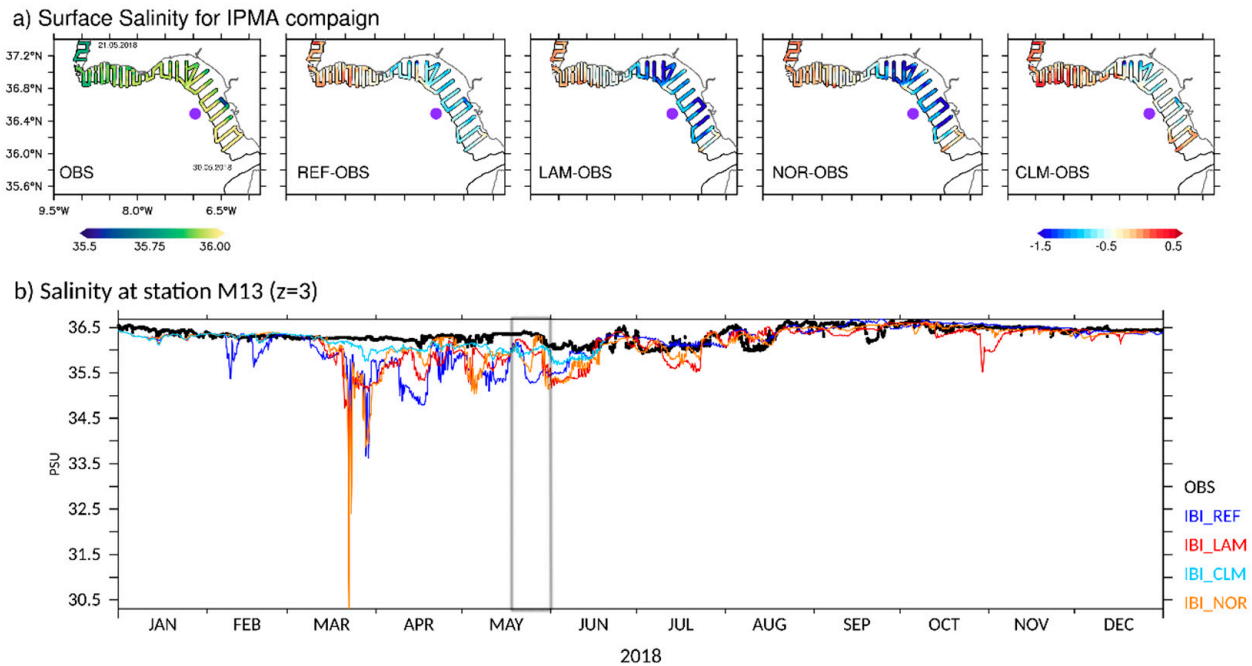 a) Surface Salinity for IPMA compaign
37.2°N
36.8°N
36.4°N
36.0°N
35.6°N
21.05.2018
30.05.2018
OBS
REF-OBS
LAM-OBS
NOR-OBS
CLM-OBS
9.5°W 8.0°W 6.5°W
35.5 35.75 36.00
-1.5 -0.5 0.5
b) Salinity at station M13 (z=3)
36.5
35.5
34.5
33.5
32.5
31.5
30.5
PSU
OBS
IBI_REF
IBI_LAM
IBI_CLM
IBI_NOR
JAN FEB MAR APR MAY JUN JUL AUG SEP OCT NOV DEC
2018